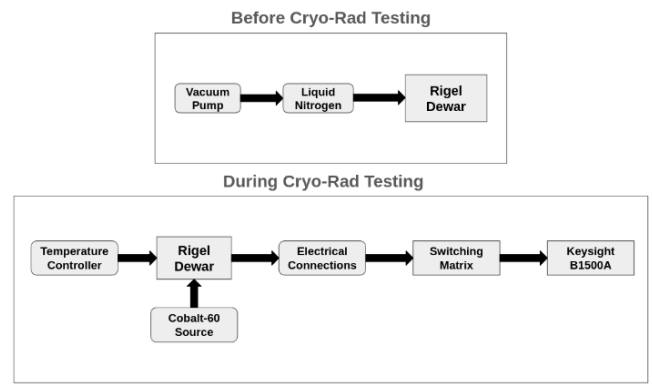 Before Cryo-Rad Testing
Vacuum
Pump
Liquid
Nitrogen
Rigel
Dewar
During Cryo-Rad Testing
Temperature
Controller
Rigel
Dewar
Electrical
Connections
Switching
Matrix
Keysight
B1500A
Cobalt-60
Source